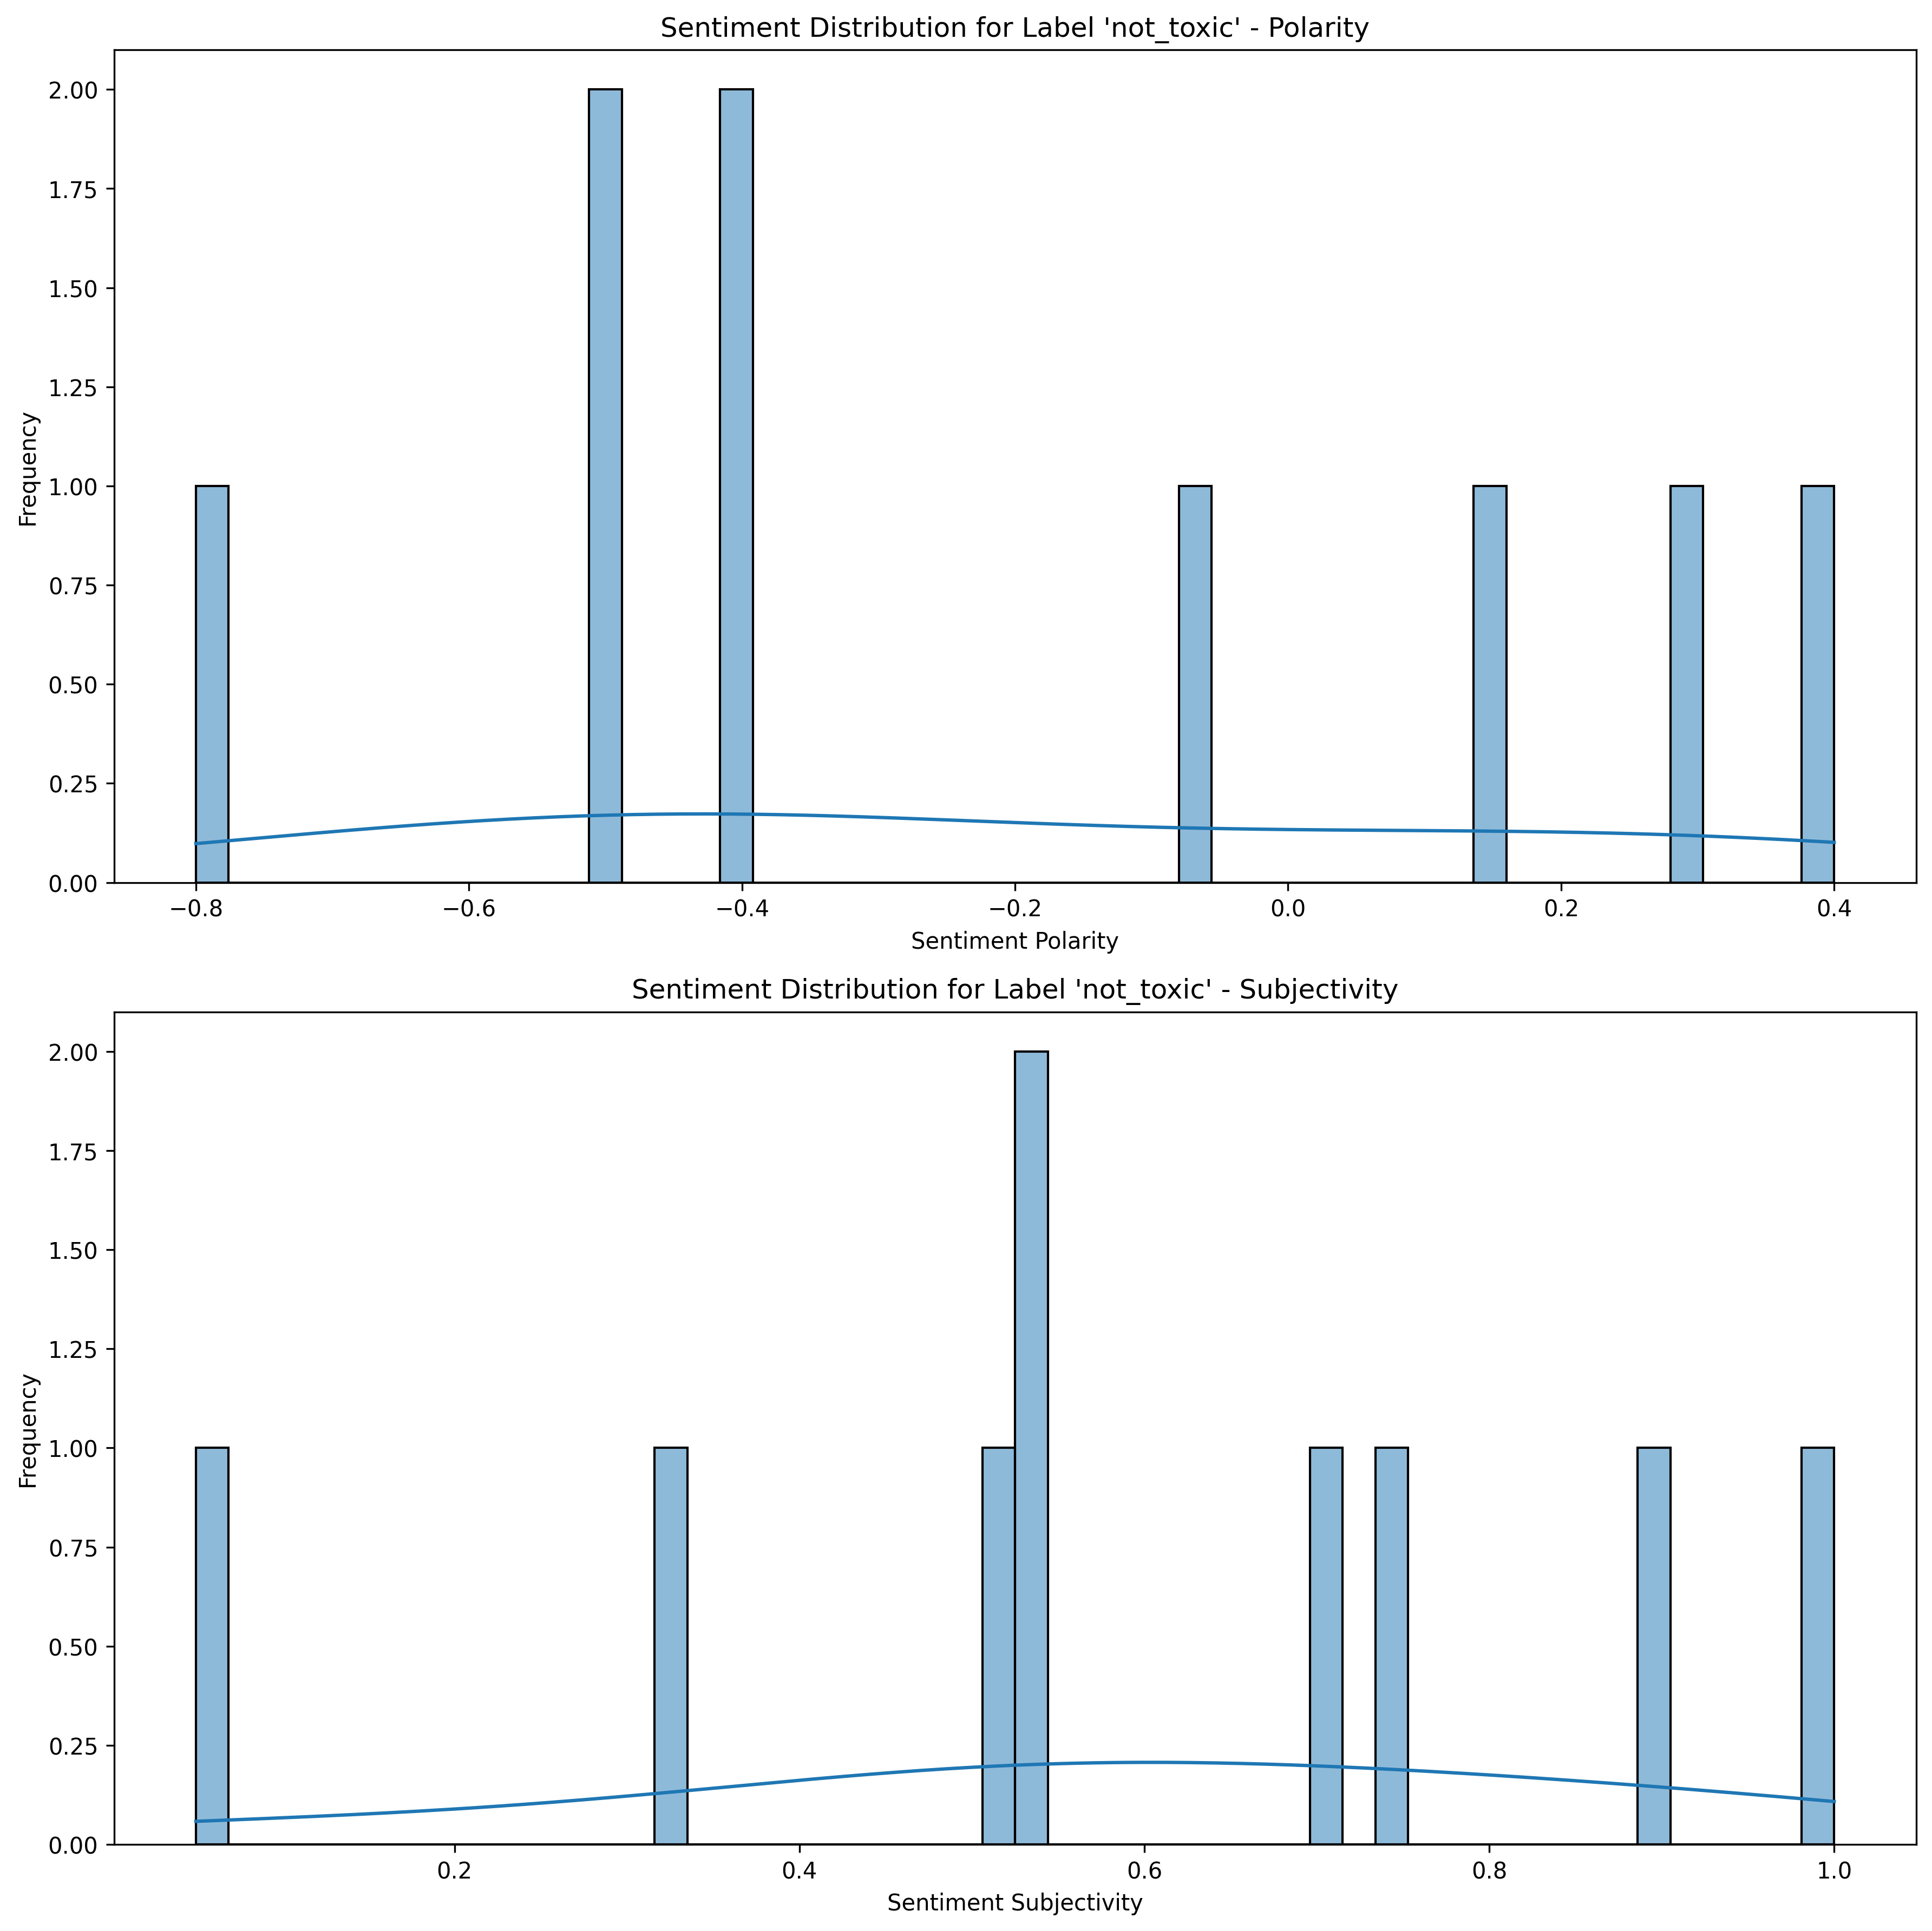 Sentiment Distribution for Label 'not_toxic' - Polarity
2.00
1.75
1.50
1.25
1.00
0.75
0.50
0.25
0.00
Frequency
−0.8 −0.6 −0.4 −0.2 0.0 0.2 0.4
Sentiment Polarity
Sentiment Distribution for Label 'not_toxic' - Subjectivity
2.00
1.75
1.50
1.25
1.00
0.75
0.50
0.25
0.00
Frequency
0.2 0.4 0.6 0.8 1.0
Sentiment Subjectivity